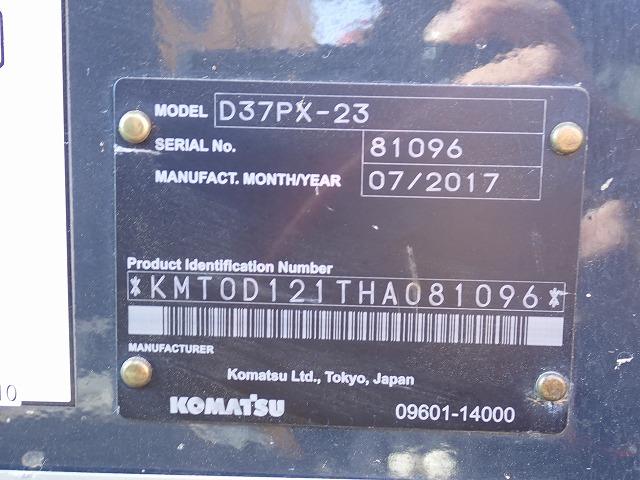 MODEL D37PX-23
SERIAL No. 81096
MANUFACT. MONTH/YEAR 07/2017
Product Identification Number
*KMT0D121THA081096*
MANUFACTURER
Komatsu Ltd., Tokyo, Japan
KOMATSU 09601-14000
10